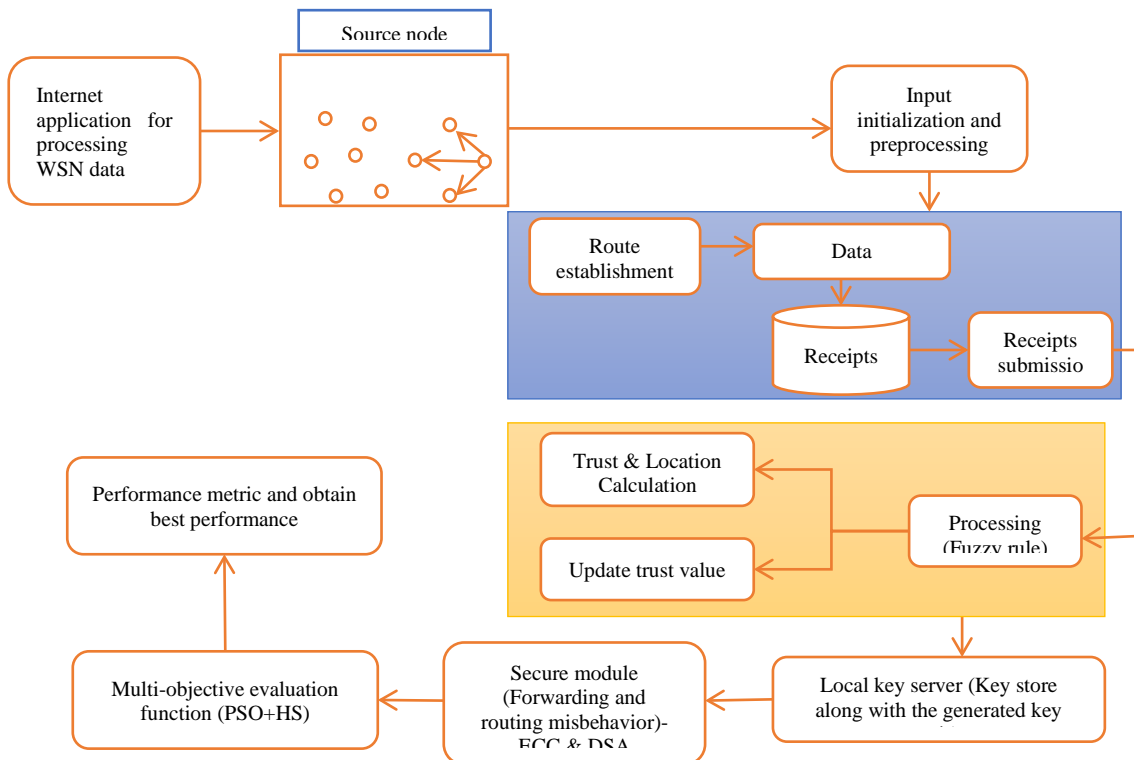 Source node
Internet
application for
processing
WSN data
Input
initialization and
preprocessing
Route
establishment
Data
Receipts
Receipts
submissio
Trust & Location
Calculation
Processing
(Fuzzy rule)
Update trust value
Performance metric and obtain
best performance
Multi-objective evaluation
function (PSO+HS)
Secure module
(Forwarding and
routing misbehavior)-
ECC & DSA
Local key server (Key store
along with the generated key